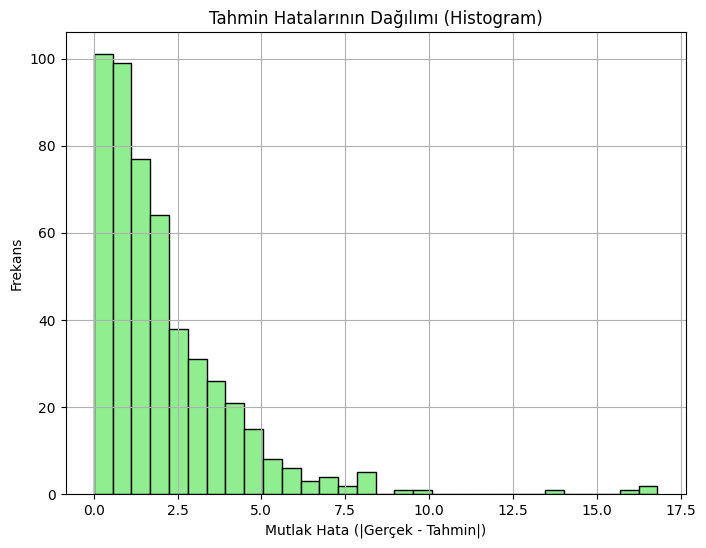 Tahmin Hatalarının Dağılımı (Histogram)
100
80
60
40
20
0
Frekans
0.0 2.5 5.0 7.5 10.0 12.5 15.0 17.5
Mutlak Hata (|Gerçek - Tahmin|)